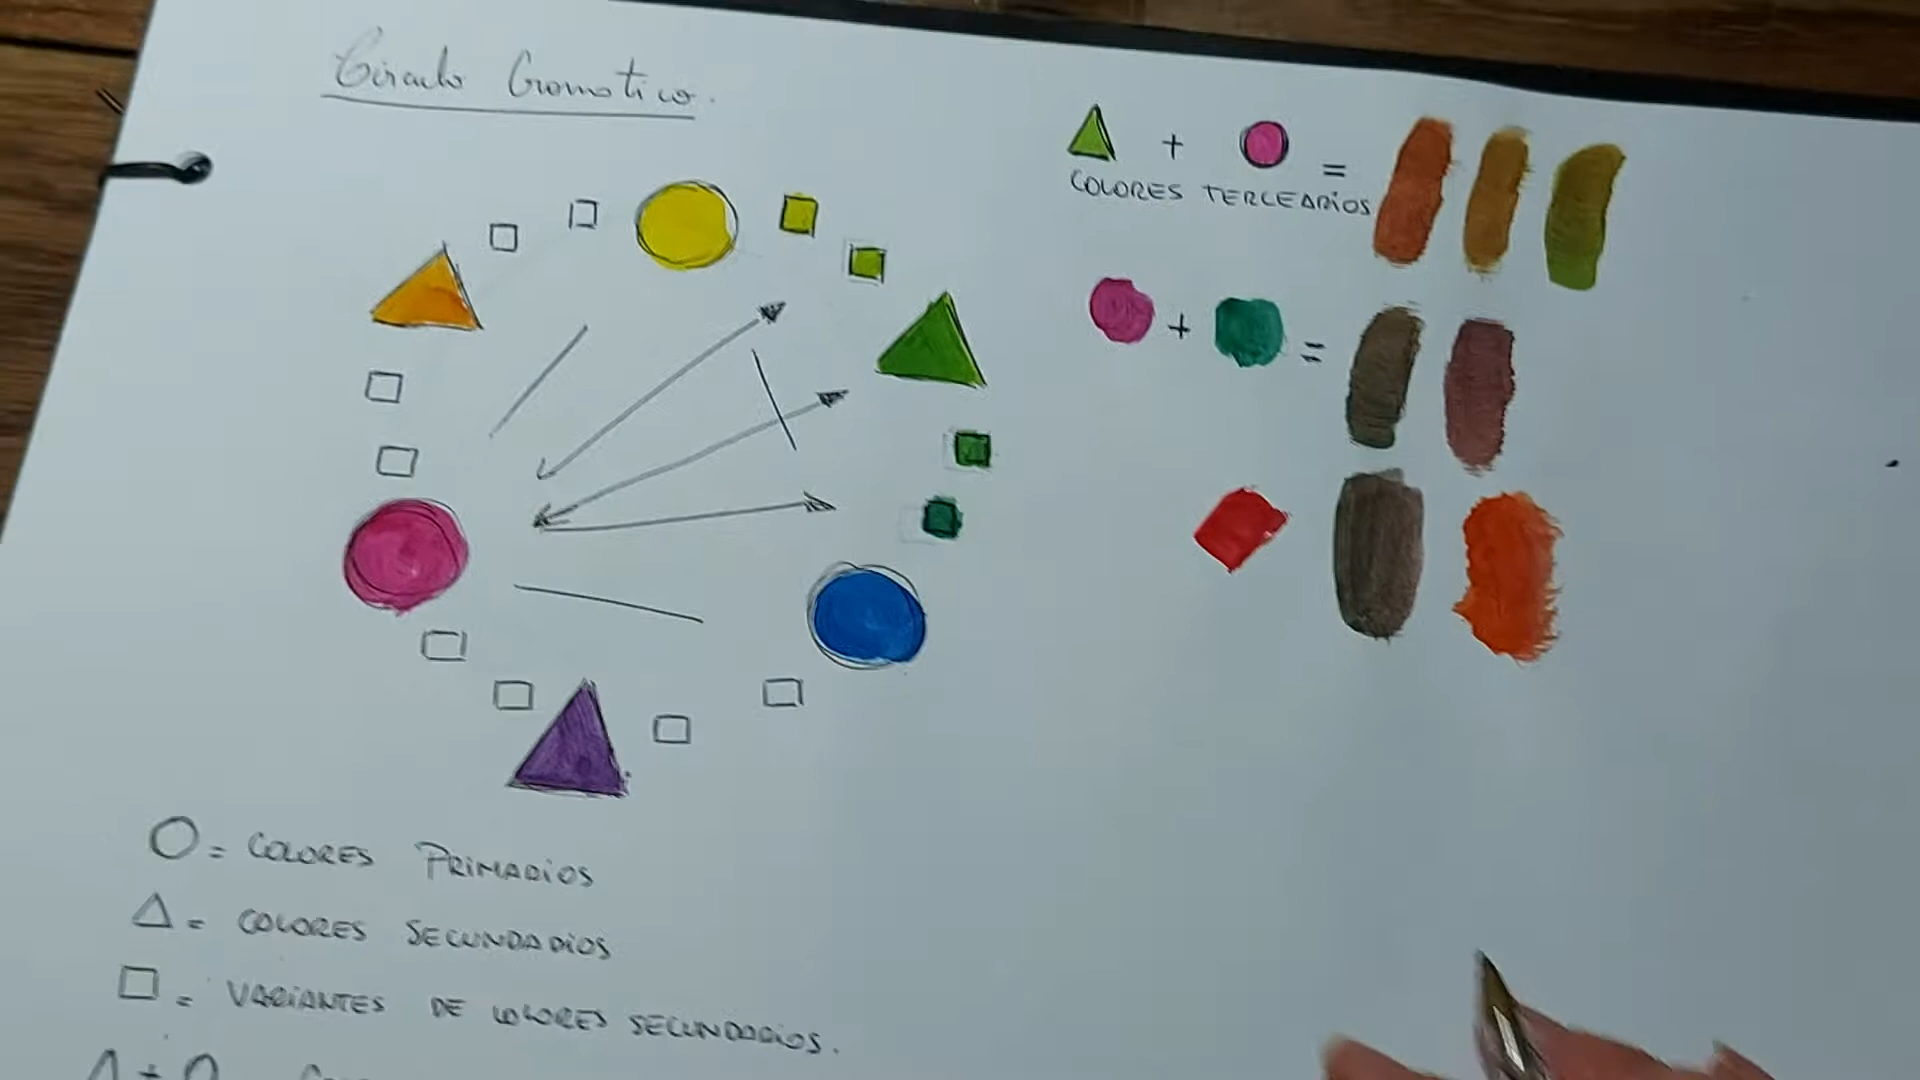 Circulo Cromatico.
+ =
COLORES TERCEARIOS
+ =
O = COLORES PRIMARIOS
△ = COLORES SECUNDARIOS
□ = VARIANTES DE COLORES SECUNDARIOS.
△ + O